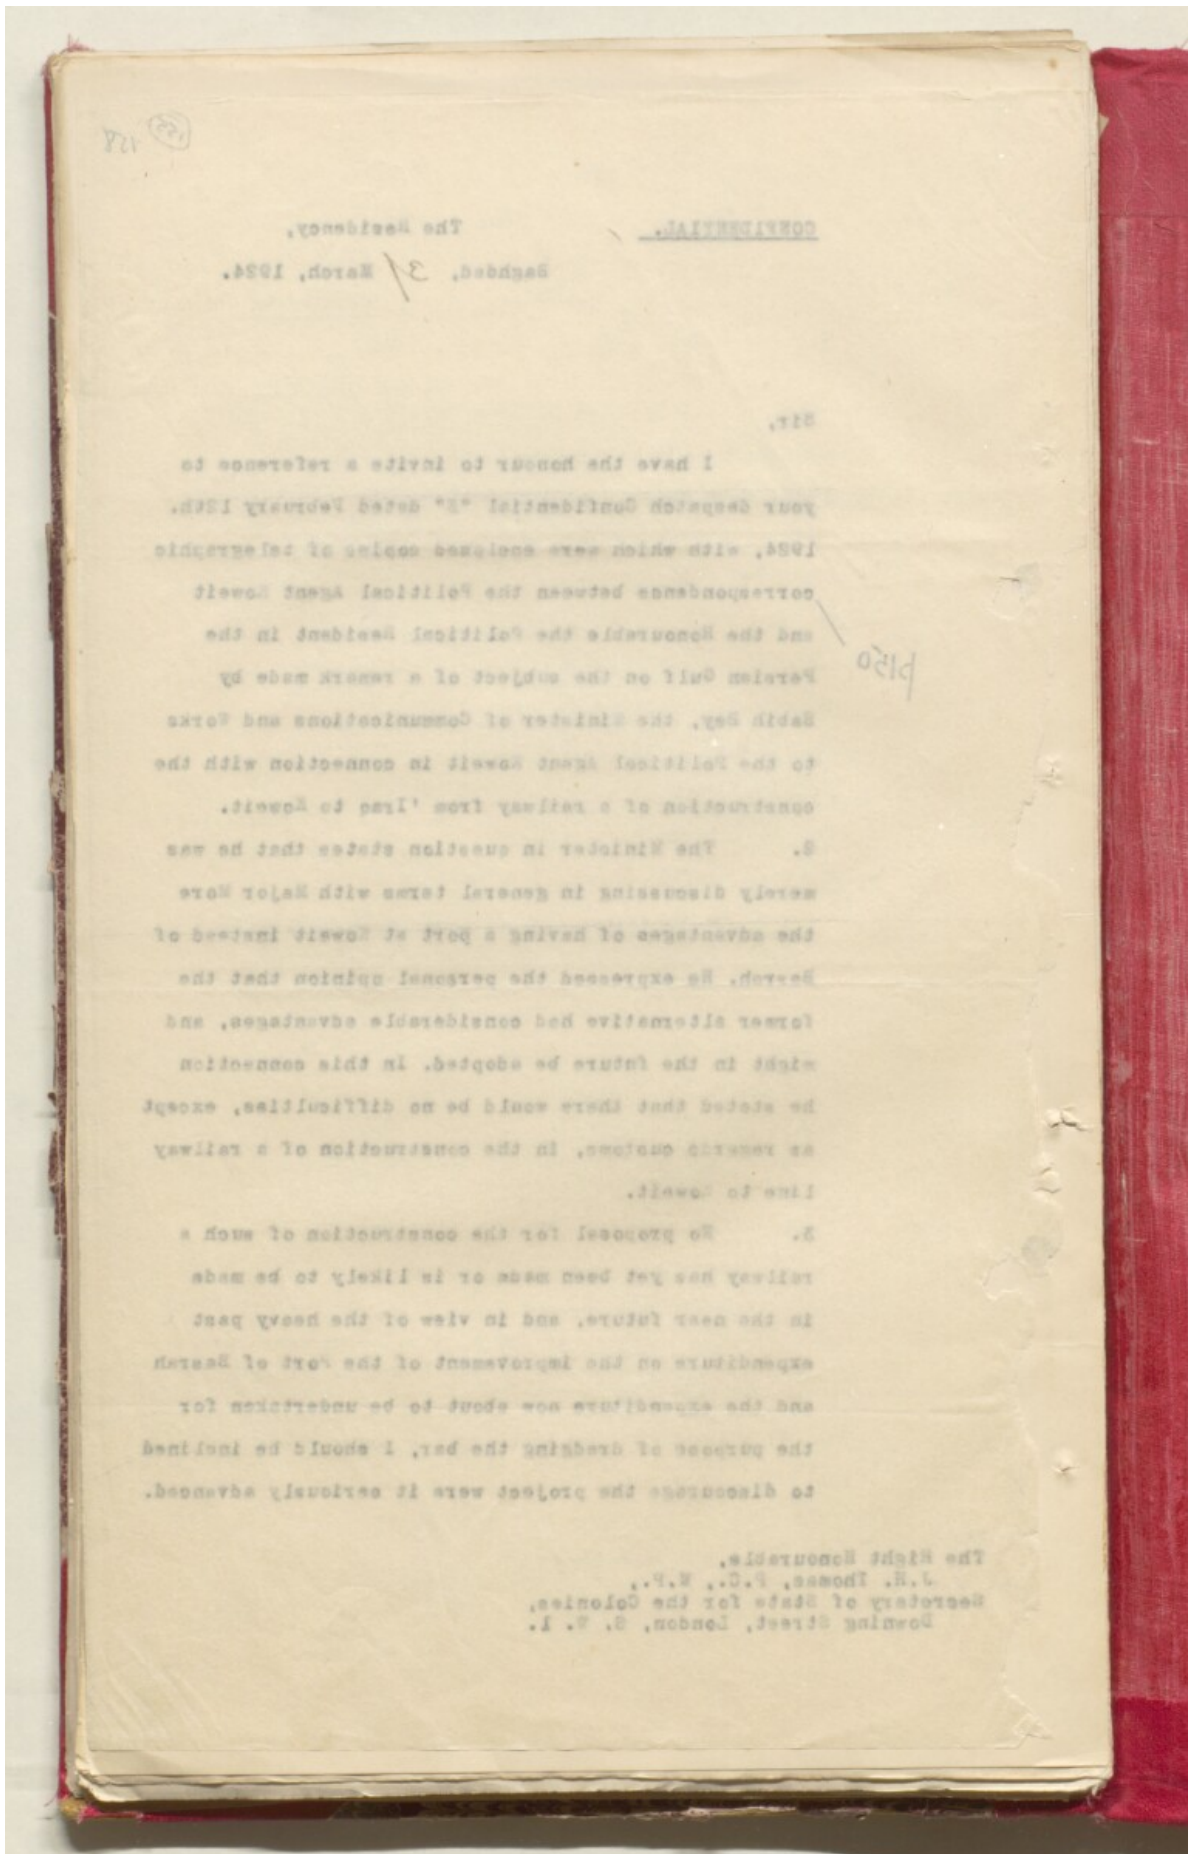 155 158
CONFIDENTIAL. The Residency,
Baghdad, 31 March, 1924.
Sir,
I have the honour to invite a reference to
your despatch Confidential "B" dated February 12th.
1924, with which were enclosed copies of telegraphic
correspondence between the Political Agent Koweit
and the Honourable the Political Resident in the
p150
Persian Gulf on the subject of a remark made by
Sabih Bey, the Minister of Communications and Works
to the Political Agent Koweit in connection with the
construction of a railway from 'Iraq to Koweit.
2. The Minister in question states that he was
merely discussing in general terms with Major More
the advantages of having a port at Koweit instead of
Basrah. He expressed the personal opinion that the
former alternative had considerable advantages, and
might in the future be adopted. In this connection
he stated that there would be no difficulties, except
as regards customs, in the construction of a railway
line to Koweit.
3. No proposal for the construction of such a
railway has yet been made or is likely to be made
in the near future, and in view of the heavy past
expenditure on the improvement of the Port of Basrah
and the expenditure now about to be undertaken for
the purpose of dredging the bar, I should be inclined
to discourage the project were it seriously advanced.
The Right Honourable,
J.H. Thomas, P.C., M.P.,
Secretary of State for the Colonies,
Downing Street, London, S. W. 1.